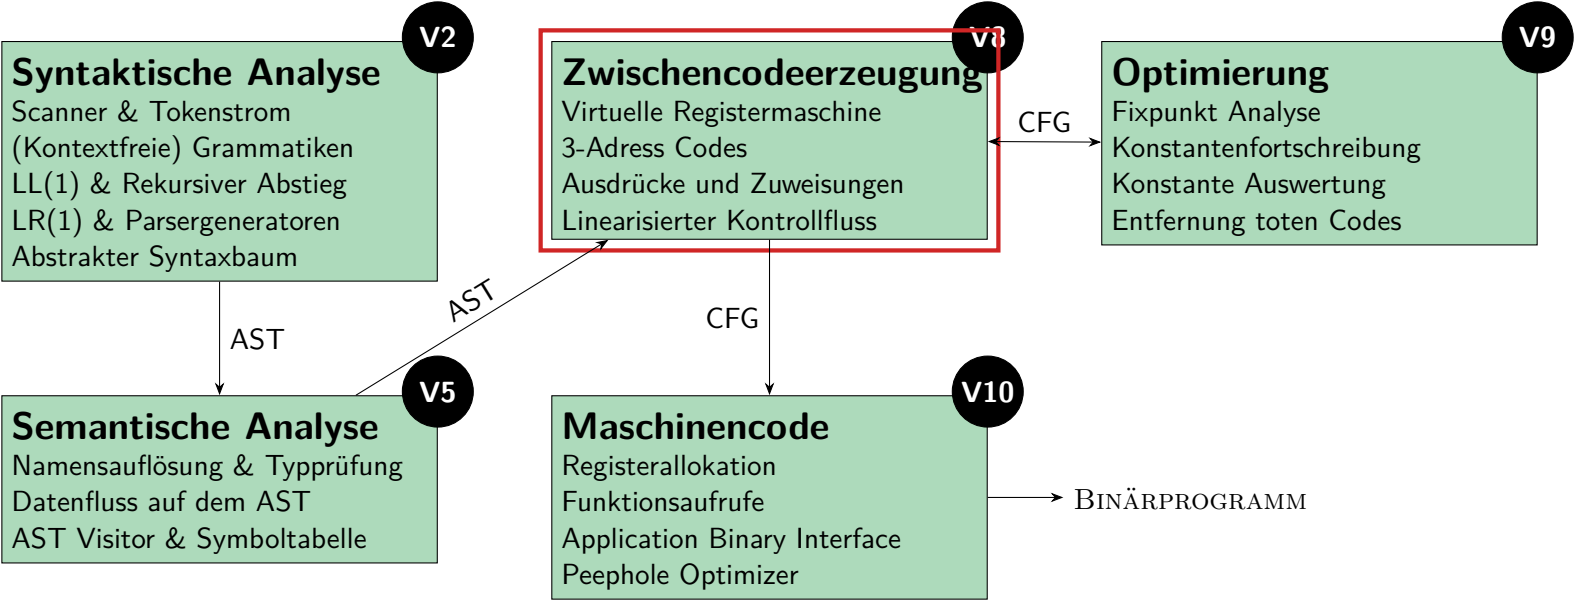 V2
Syntaktische Analyse
Scanner & Tokenstrom
(Kontextfreie) Grammatiken
LL(1) & Rekursiver Abstieg
LR(1) & Parsergeneratoren
Abstrakter Syntaxbaum
AST
V5
Semantische Analyse
Namensauflösung & Typprüfung
Datenfluss auf dem AST
AST Visitor & Symboltabelle
AST
V8
Zwischencodeerzeugung
Virtuelle Registermaschine
3-Adress Codes
Ausdrücke und Zuweisungen
Linearisierter Kontrollfluss
CFG
V9
Optimierung
Fixpunkt Analyse
Konstantenfortschreibung
Konstante Auswertung
Entfernung toten Codes
CFG
V10
Maschinencode
Registerallokation
Funktionsaufrufe
Application Binary Interface
Peephole Optimizer
Binärprogramm